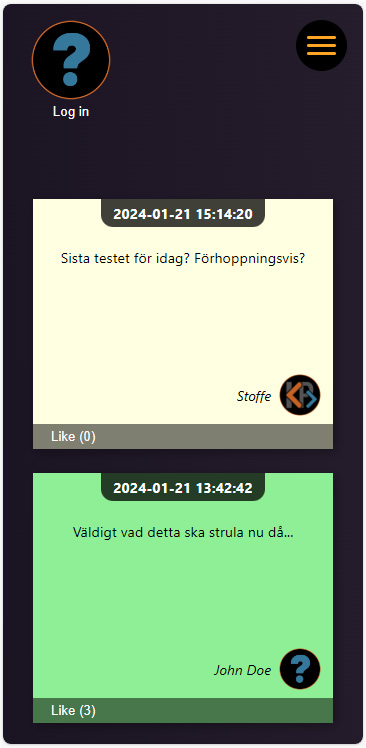 Log in
2024-01-21 15:14:20
Sista testet för idag? Förhoppningsvis?
Stoffe
Like (0)
2024-01-21 13:42:42
Väldigt vad detta ska strula nu då...
John Doe
Like (3)